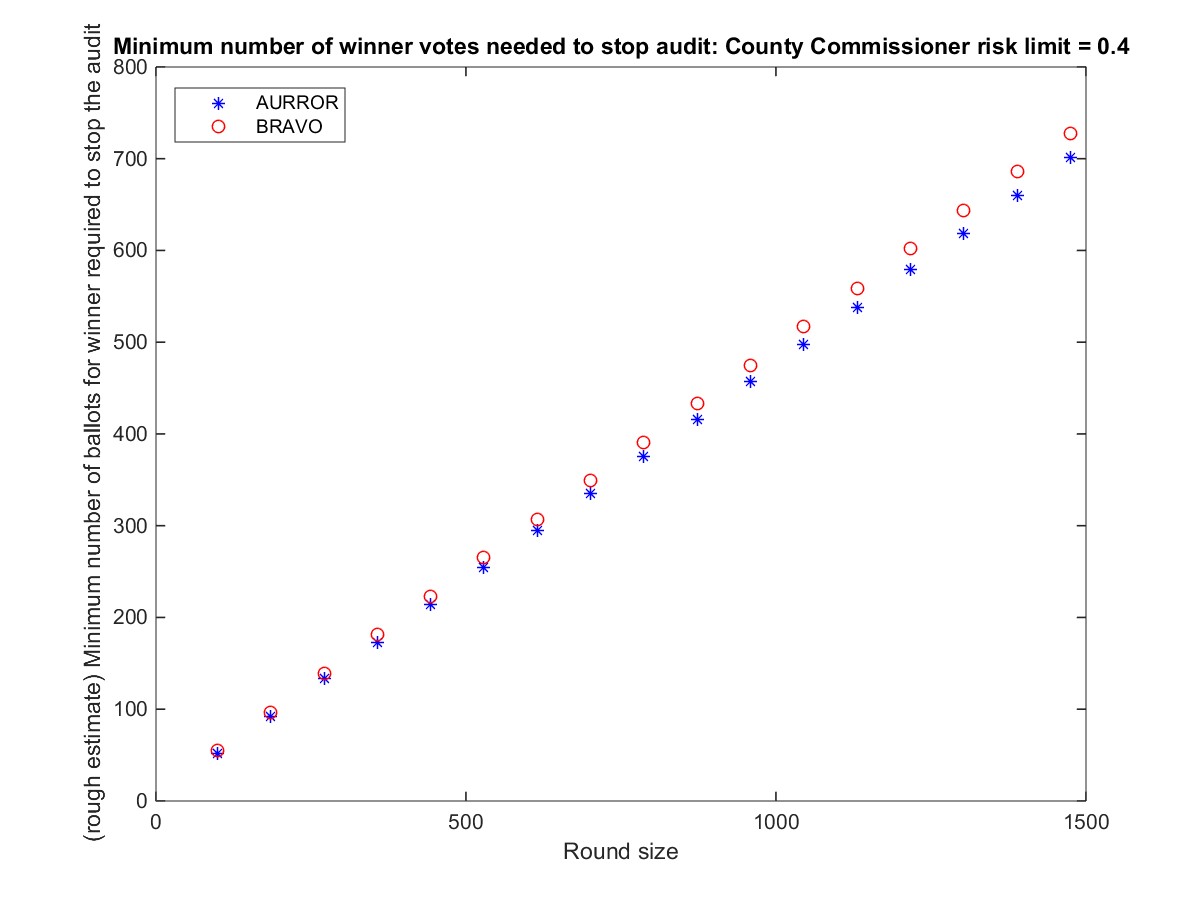 Minimum number of winner votes needed to stop audit: County Commissioner risk limit = 0.4
(rough estimate) Minimum number of ballots for winner required to stop the audit
800
700
600
500
400
300
200
100
0
AURROR
BRAVO
0
500
1000
1500
Round size